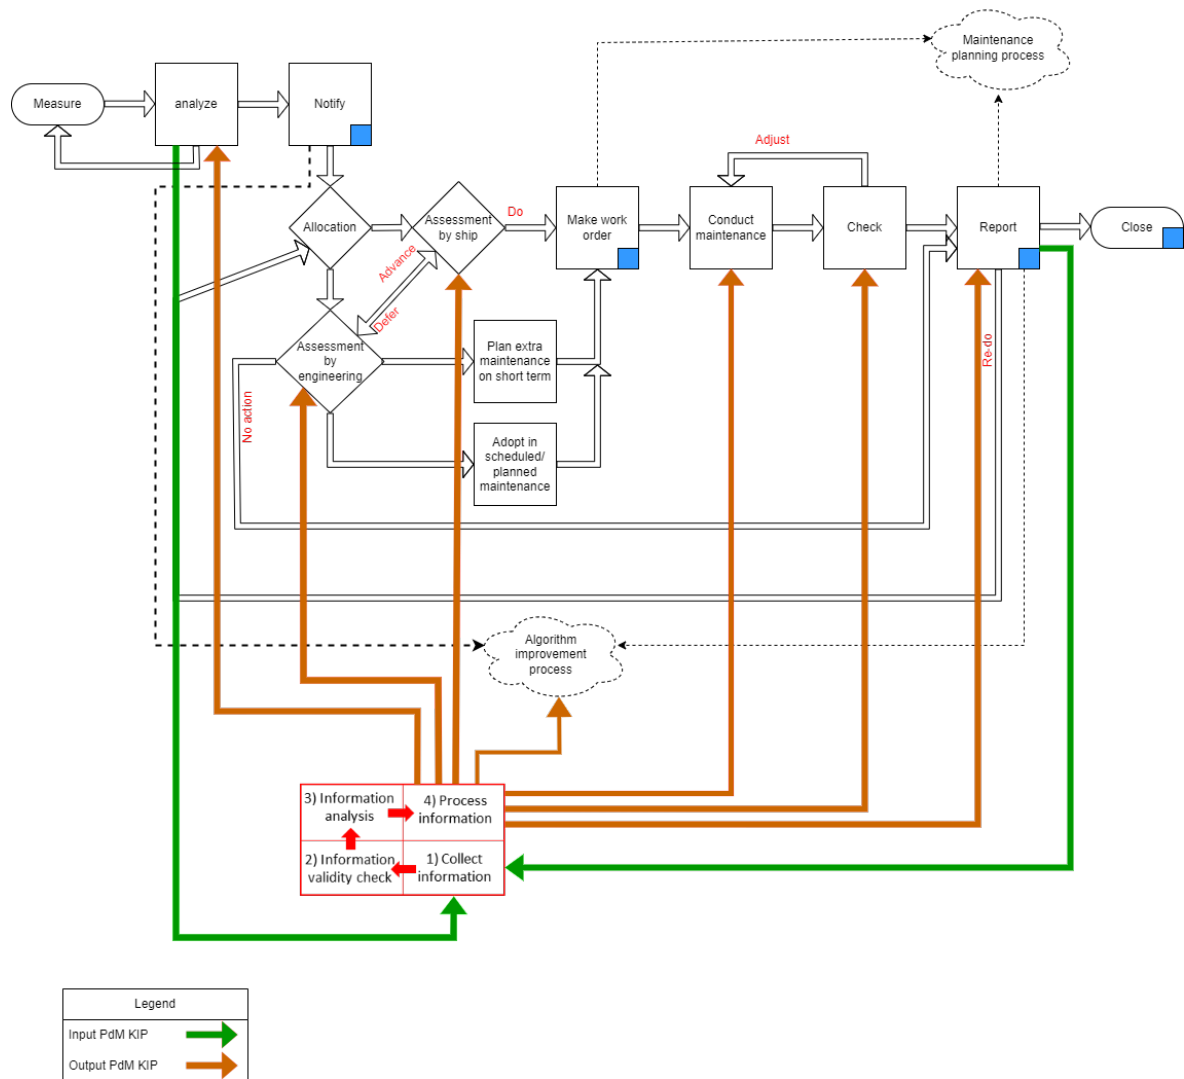 Maintenance
planning process
Measure
analyze
Notify
Adjust
Allocation
Assessment
by ship
Do
Make work
order
Conduct
maintenance
Check
Report
Close
Advance
Defer
Assessment
by
engineering
Plan extra
maintenance
on short term
Re-do
No action
Adopt in
scheduled/
planned
maintenance
Algorithm
improvement
process
3) Information
analysis
4) Process
information
2) Information
validity check
1) Collect
information
Legend
Input PdM KIP
Output PdM KIP